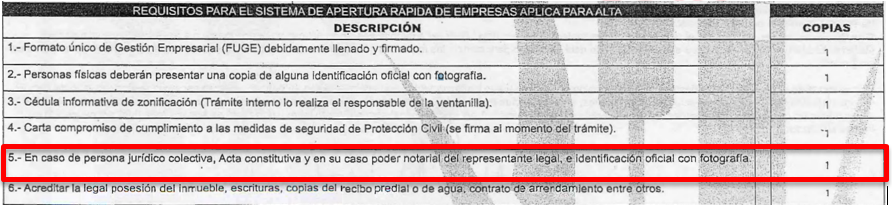 REQUISITOS PARA EL SISTEMA DE APERTURA RÁPIDA DE EMPRESAS APLICA PARA ALTA
DESCRIPCIÓN COPIAS
1.- Formato único de Gestión Empresarial (FUGE) debidamente llenado y firmado. 1
2.- Personas físicas deberán presentar una copia de alguna identificación oficial con fotografía. 1
3.- Cédula informativa de zonificación (Trámite interno lo realiza el responsable de la ventanilla). 1
4.- Carta compromiso de cumplimiento a las medidas de seguridad de Protección Civil (se firma al momento del trámite). 1
5.- En caso de persona jurídico colectiva, Acta constitutiva y en su caso poder notarial del representante legal, e identificación oficial con fotografía. 1
6.- Acreditar la legal posesión del inmueble, escrituras, copias del recibo predial o de agua, contrato de arrendamiento entre otros. 1